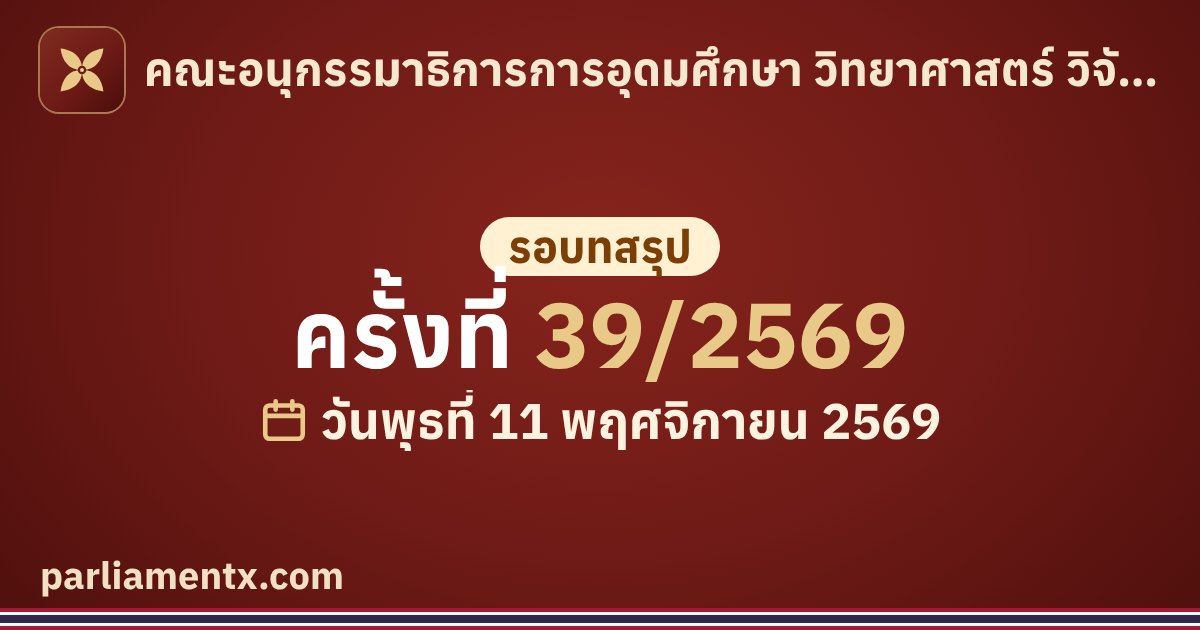 คณะอนุกรรมาธิการการอุดมศึกษา วิทยาศาสตร์ วิจั...
รอบทสรุป
ครั้งที่ 39/2569
วันพุธที่ 11 พฤศจิกายน 2569
parliamentx.com